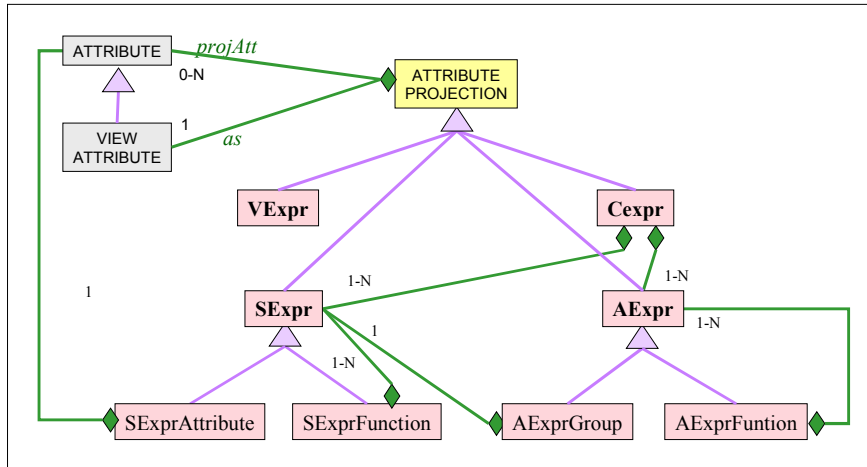 ATTRIBUTE
projAtt
0-N
ATTRIBUTE
PROJECTION
1
as
VIEW
ATTRIBUTE
VExpr
Cexpr
1-N
1-N
1
SExpr
AExpr
1
1-N
1-N
SExprAttribute
SExprFunction
AExprGroup
AExprFuntion